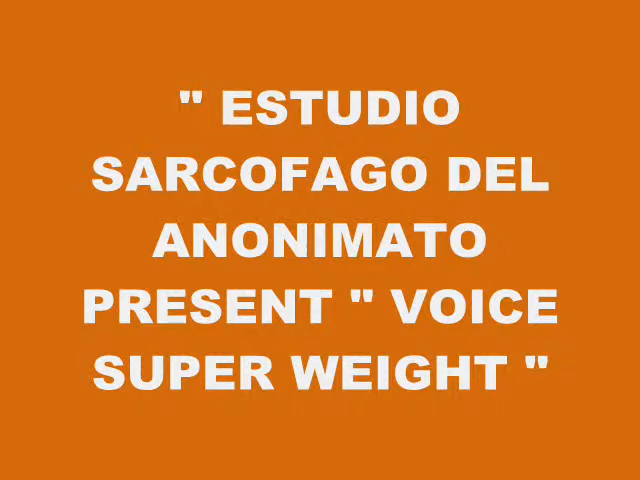 " ESTUDIO
SARCOFAGO DEL
ANONIMATO
PRESENT " VOICE
SUPER WEIGHT "